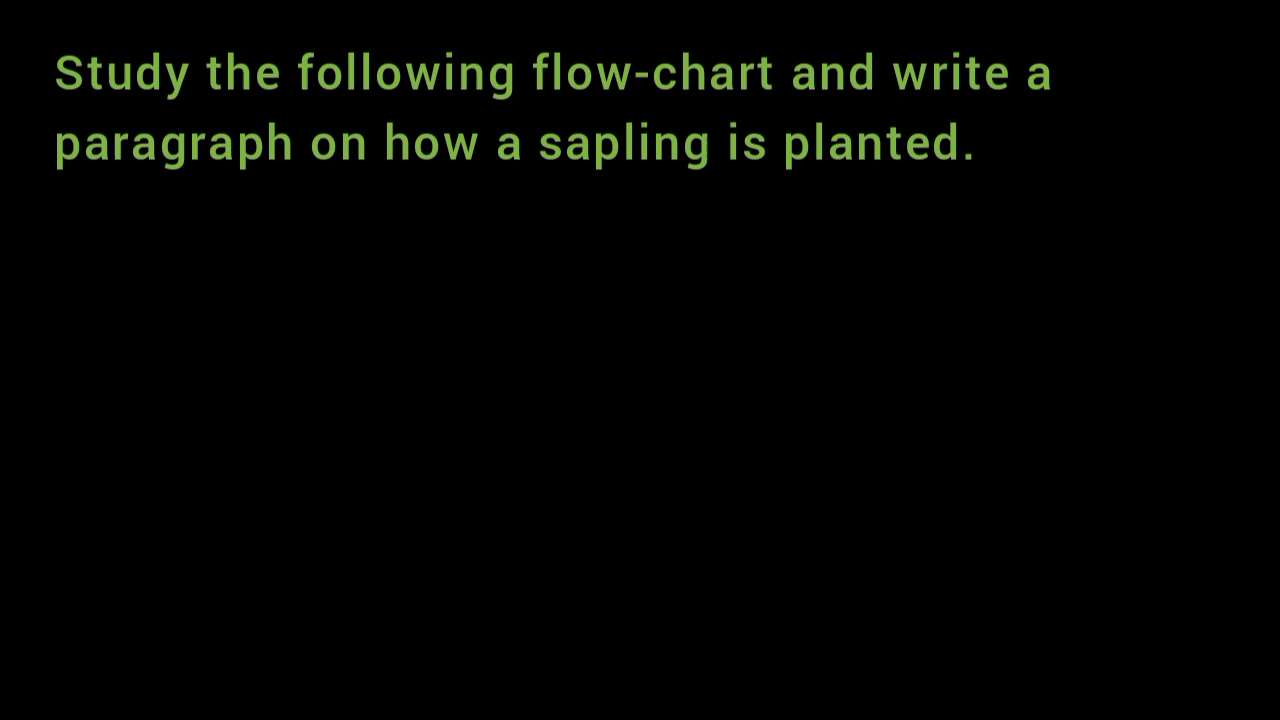 Study the following flow-chart and write a
paragraph on how a sapling is planted.